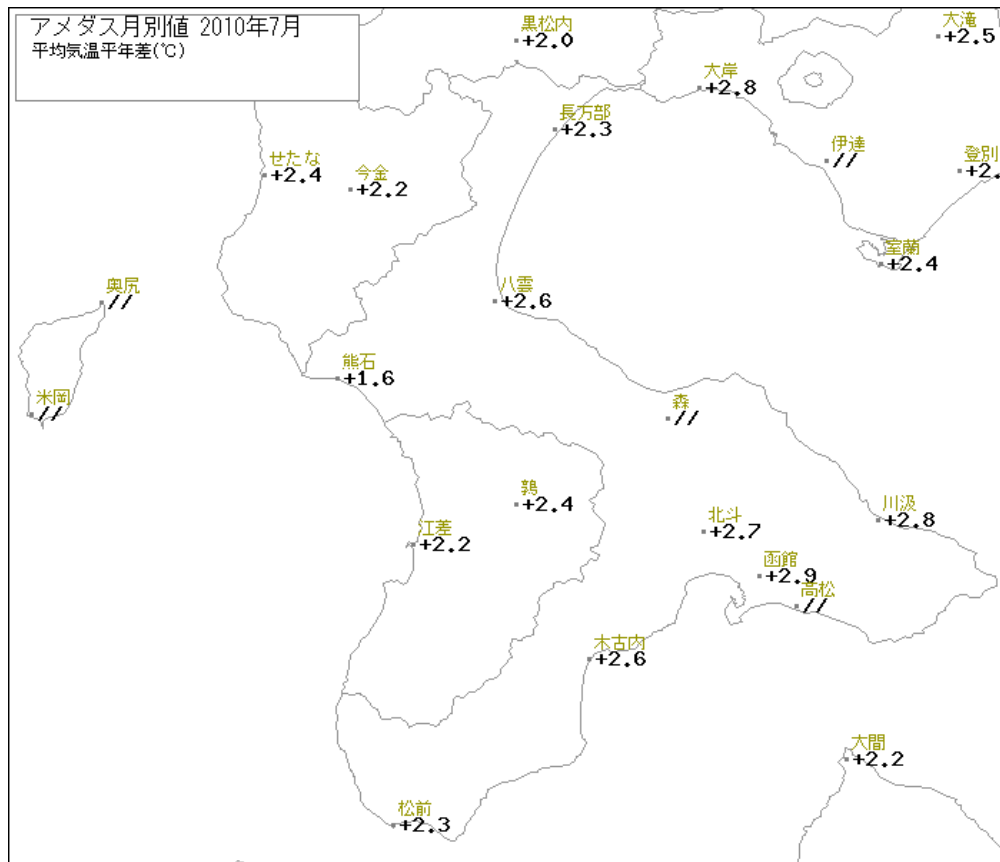 アメダス月別値 2010年7月
平均気温平年差(℃)
黒松内
+2.0
大滝
+2.5
大岸
+2.8
長万部
+2.3
伊達
//
登別
+2.
せたな
+2.4
今金
+2.2
室蘭
+2.4
奥尻
//
八雲
+2.6
熊石
+1.6
米岡
//
森
//
鶉
+2.4
川汲
+2.8
北斗
+2.7
江差
+2.2
函館
+2.9
高松
//
木古内
+2.6
大間
+2.2
松前
+2.3